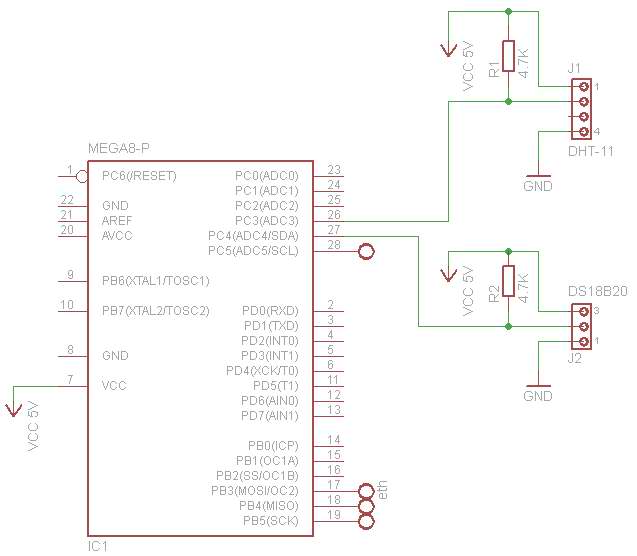 VCC 5V
R1
4.7K
J1
1
4
DHT-11
GND
MEGA8-P
1 PC6(/RESET) PC0(ADC0) 23
PC1(ADC1) 24
22 GND PC2(ADC2) 25
21 AREF PC3(ADC3) 26
20 AVCC PC4(ADC4/SDA) 27
PC5(ADC5/SCL) 28
9 PB6(XTAL1/TOSC1)
10 PB7(XTAL2/TOSC2) PD0(RXD) 2
PD1(TXD) 3
PD2(INT0) 4
8 GND PD3(INT1) 5
PD4(XCK/T0) 6
7 VCC PD5(T1) 11
PD6(AIN0) 12
PD7(AIN1) 13
PB0(ICP) 14
PB1(OC1A) 15
PB2(SS/OC1B) 16
PB3(MOSI/OC2) 17
PB4(MISO) 18
PB5(SCK) 19
IC1
VCC 5V
eth
VCC 5V
R2
4.7K
DS18B20
3
1
J2
GND